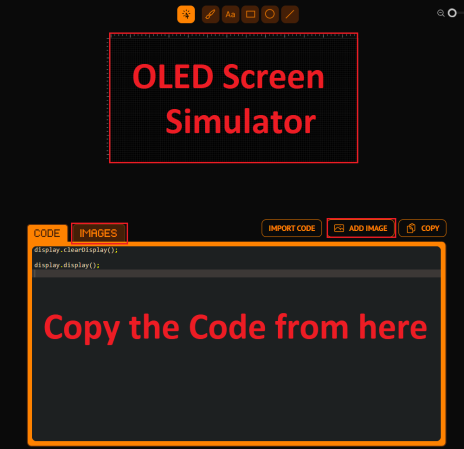 Aa
OLED Screen
Simulator
CODE
IMAGES
IMPORT CODE
ADD IMAGE
COPY
display.clearDisplay();
display.display();
Copy the Code from here